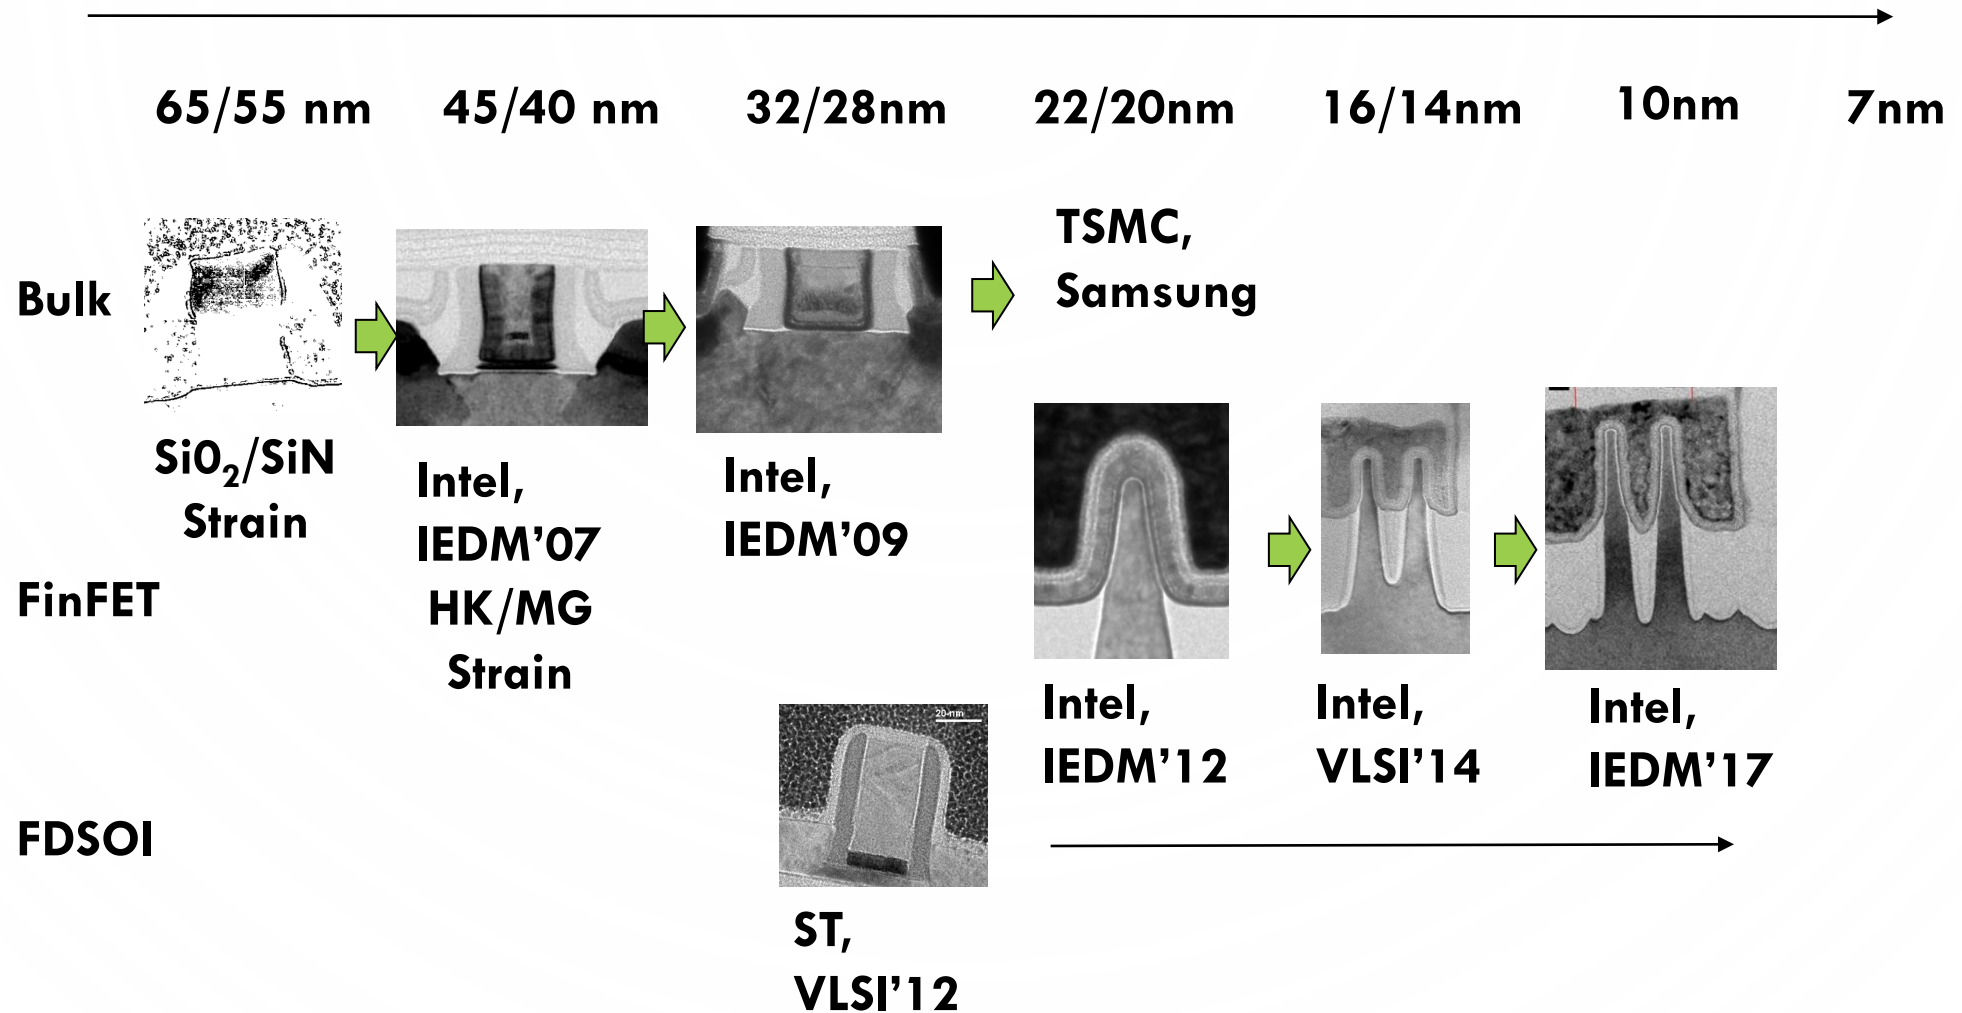 65/55 nm
45/40 nm
32/28nm
22/20nm
16/14nm
10nm
7nm
Bulk
TSMC,
Samsung
SiO₂/SiN
Strain
Intel,
IEDM’07
HK/MG
Strain
Intel,
IEDM’09
FinFET
Intel,
IEDM’12
Intel,
VLSI’14
Intel,
IEDM’17
FDSOI
20 nm
ST,
VLSI’12